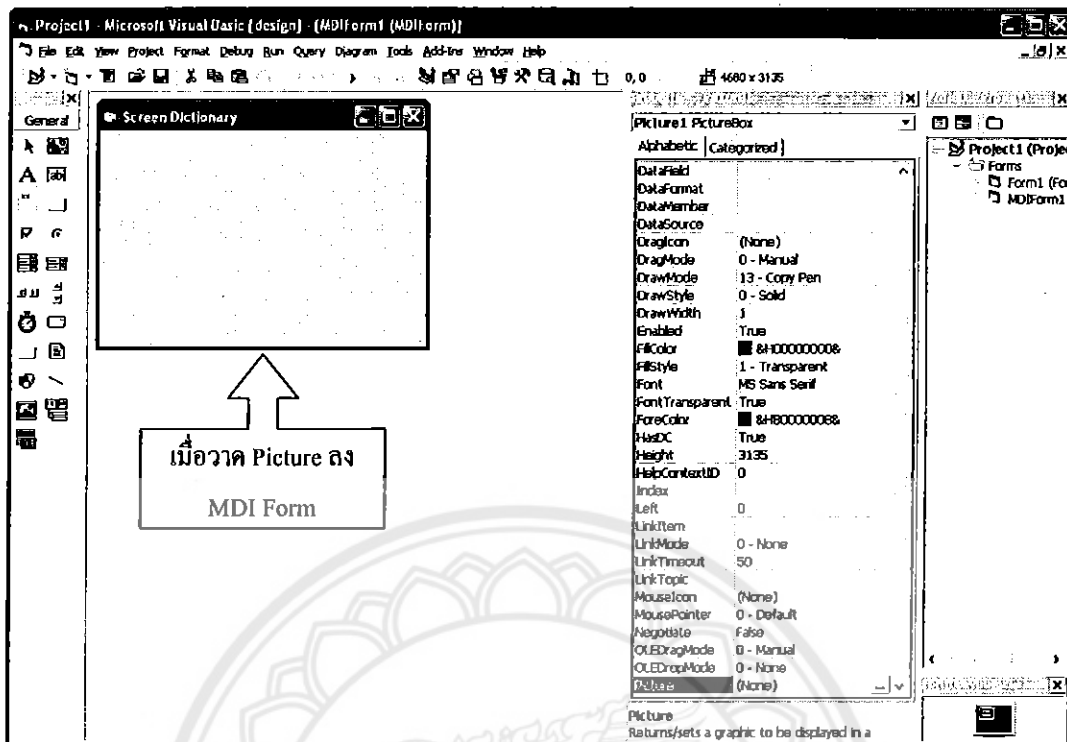 Project1 - Microsoft Visual Basic [design] - [MDIForm1 (MDIForm)]
File Edit View Project Format Debug Run Query Diagram Tools Add-Ins Window Help
0, 0 4680 x 3135
General
Screen Dictionary
เมื่อวาด Picture ลง
MDI Form
Picture1 PictureBox
Alphabetic Categorized
DataField
DataFormat
DataMember
DataSource
DragIcon (None)
DragMode 0 - Manual
DrawMode 13 - Copy Pen
DrawStyle 0 - Solid
DrawWidth 1
Enabled True
FillColor &H00000000&
FillStyle 1 - Transparent
Font MS Sans Serif
FontTransparent True
ForeColor &H80000008&
HasDC True
Height 3135
HelpContextID 0
Index
Left 0
LinkItem
LinkMode 0 - None
LinkTimeout 50
LinkTopic
MouseIcon (None)
MousePointer 0 - Default
Negotiate False
OLEDragMode 0 - Manual
OLEDropMode 0 - None
Picture (None)
Picture
Returns/sets a graphic to be displayed in a
Project1 (Projec
Forms
Form1 (Fo
MDIForm1